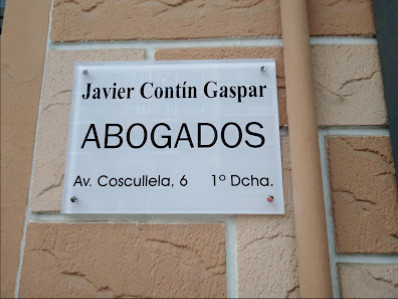 Javier Contín Gaspar
ABOGADOS
Av. Coscullela, 6 1º Dcha.